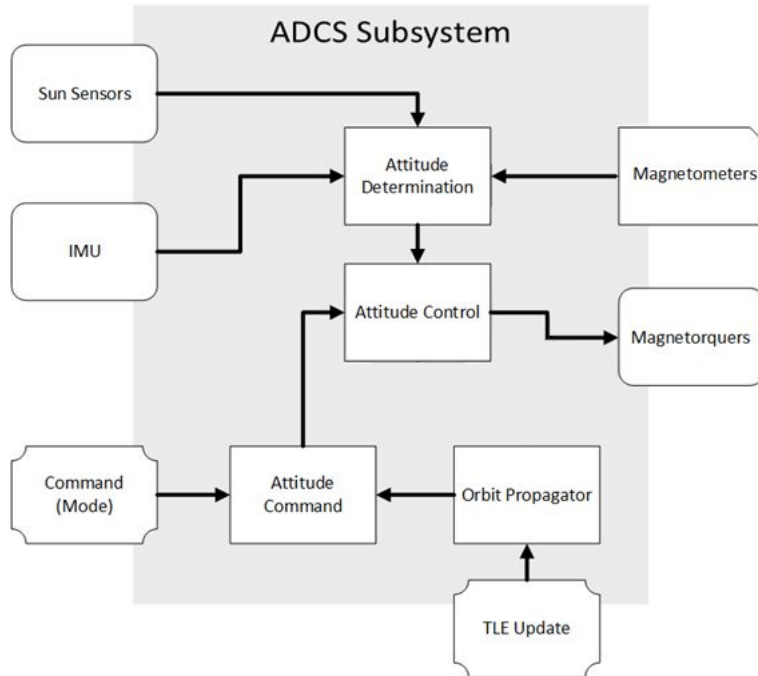 ADCS Subsystem
Sun Sensors
Attitude
Determination
Magnetometers
IMU
Attitude Control
Magnetorquers
Command
(Mode)
Attitude
Command
Orbit Propagator
TLE Update